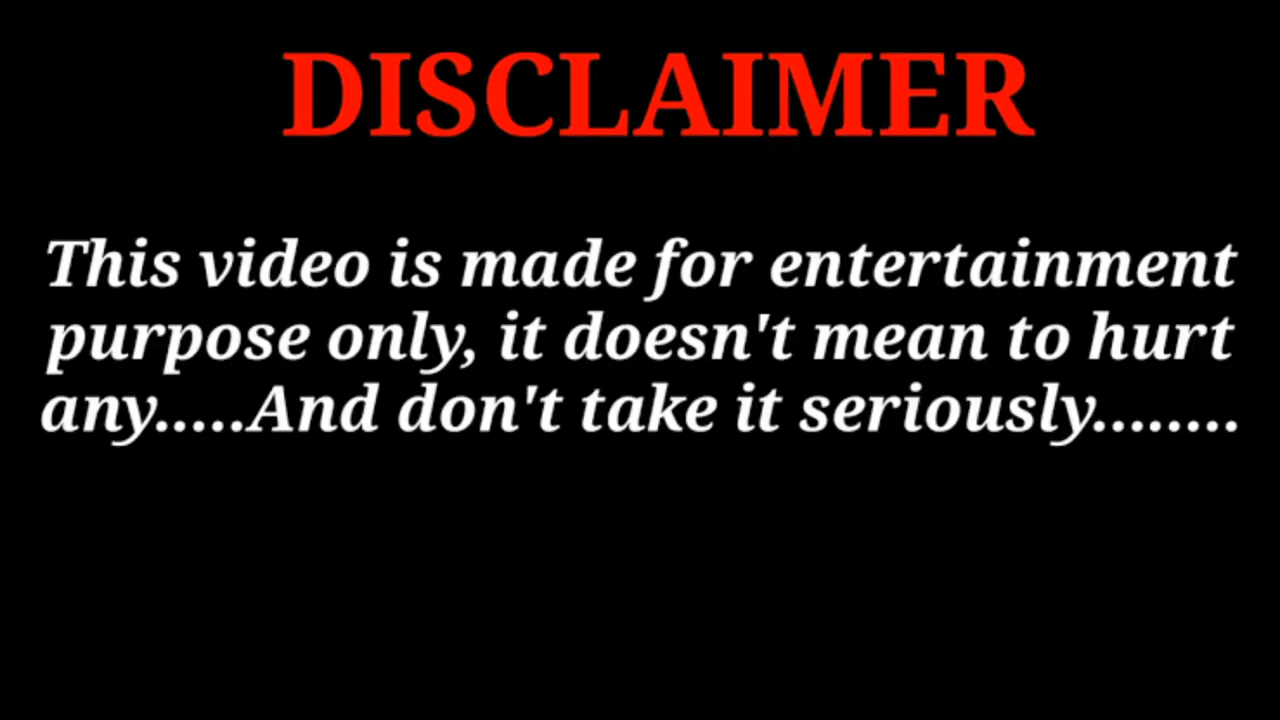 DISCLAIMER
This video is made for entertainment
purpose only, it doesn't mean to hurt
any.....And don't take it seriously........